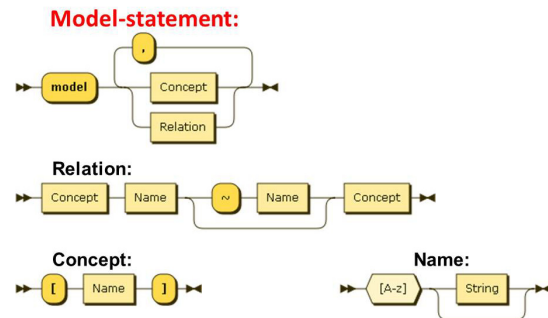 Model-statement:
,
model Concept
Relation
Relation:
Concept Name ~ Name Concept
Concept: Name:
[ Name ] [A-z] String